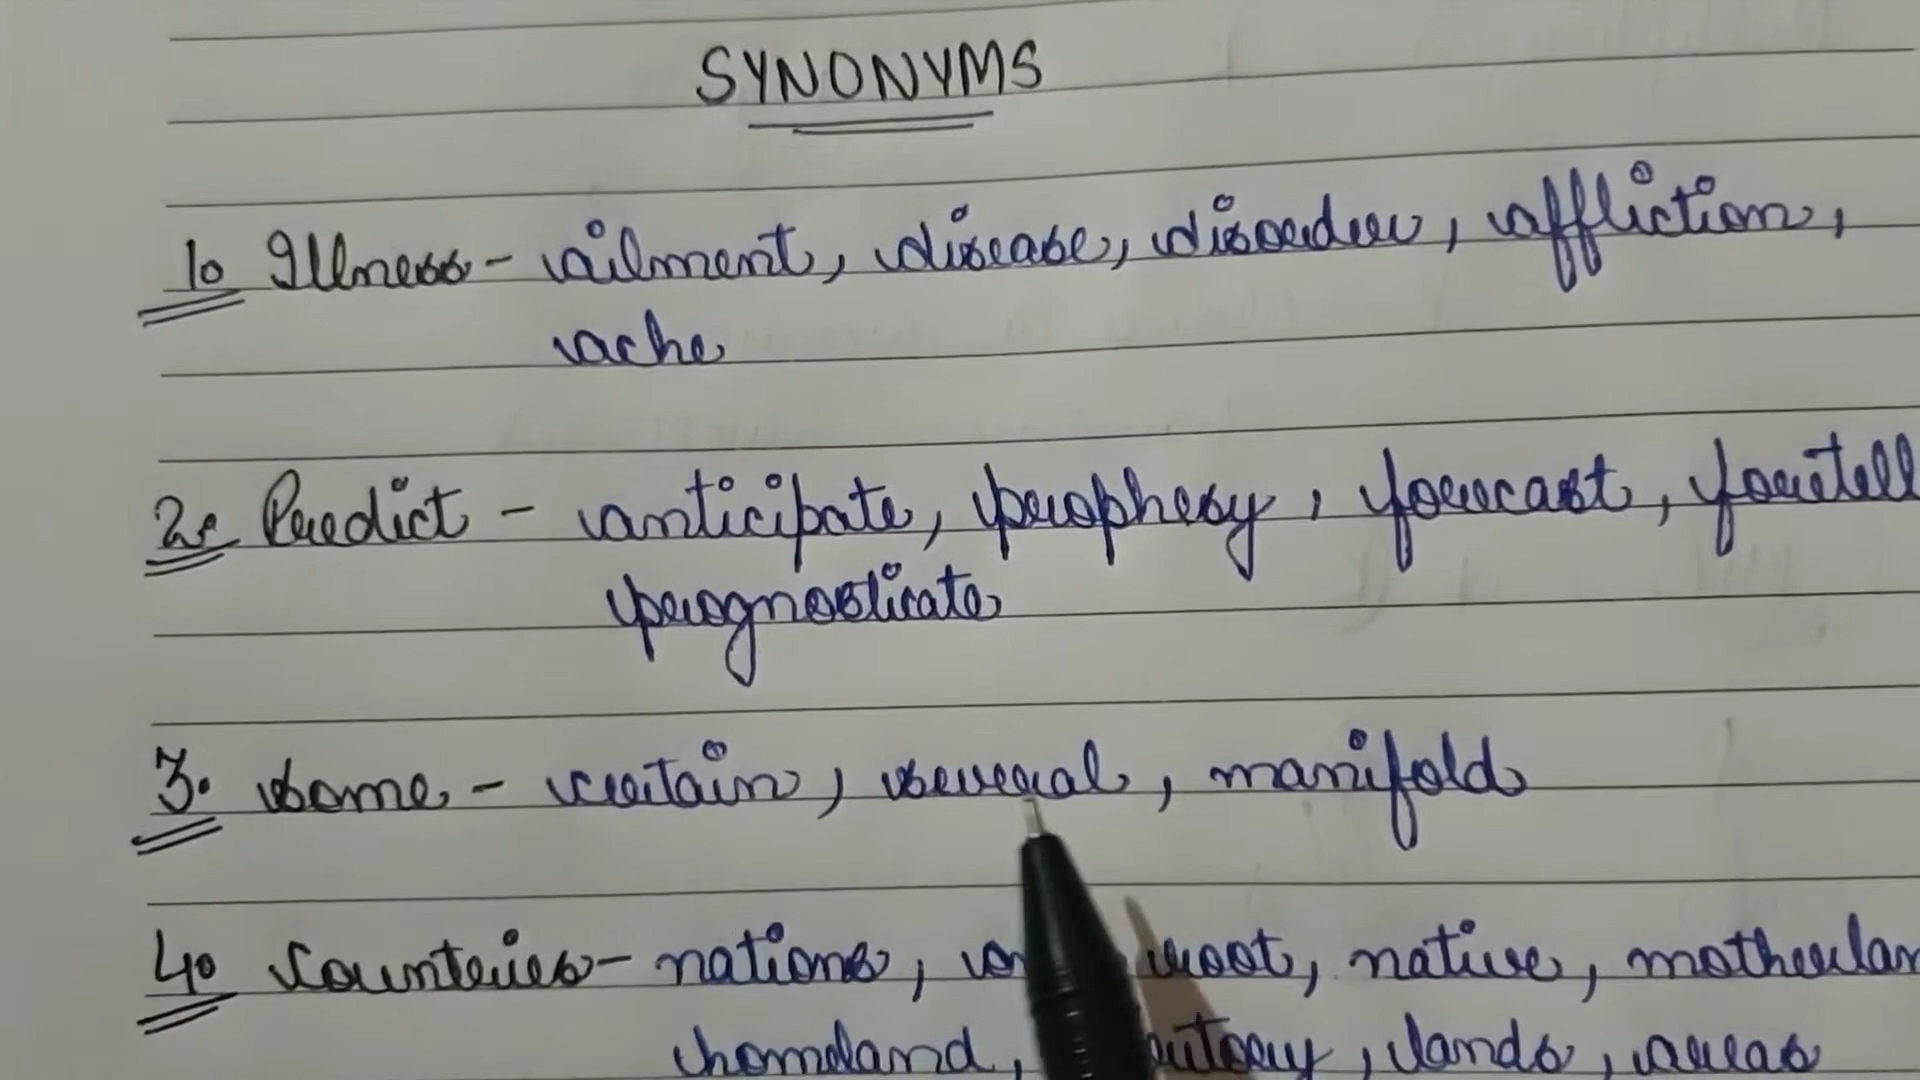 SYNONYMS
1. Illness - ailment, disease, disorder, affliction,
ache
2. Predict - anticipate, prophesy, forecast, foretell
prognosticate
3. Some - certain, several, manifold
4. Countries - nations, root, native, motherlan
homeland, lands, areas